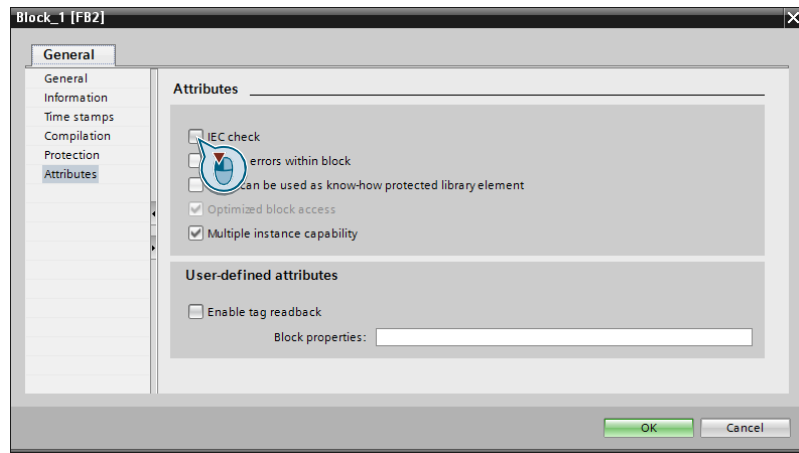 Block_1 [FB2]
General
General
Information
Time stamps
Compilation
Protection
Attributes
Attributes
IEC check
errors within block
can be used as know-how protected library element
Optimized block access
Multiple instance capability
User-defined attributes
Enable tag readback
Block properties:
OK
Cancel